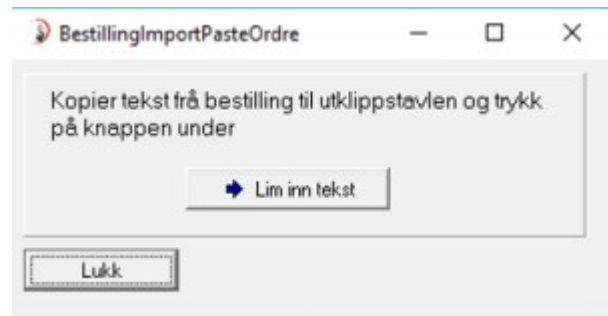 BestillingImportPasteOrdre
Kopier tekst frå bestilling til utklippstavlen og trykk
på knappen under
Lim inn tekst
Lukk